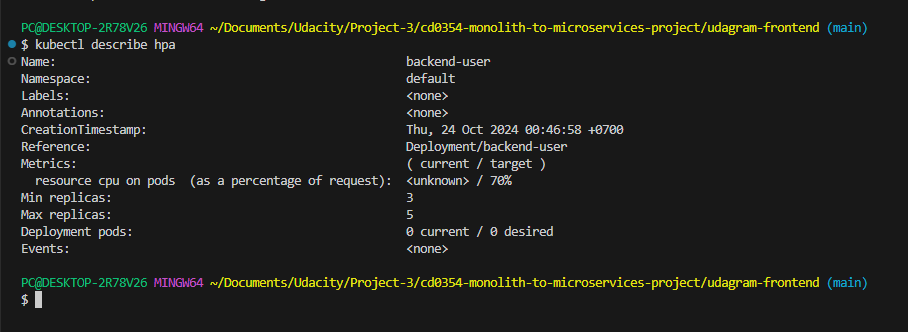 PC@DESKTOP-2R78V26 MINGW64 ~/Documents/Udacity/Project-3/cd0354-monolith-to-microservices-project/udagram-frontend (main)
$ kubectl describe hpa
Name: backend-user
Namespace: default
Labels: <none>
Annotations: <none>
CreationTimestamp: Thu, 24 Oct 2024 00:46:58 +0700
Reference: Deployment/backend-user
Metrics: ( current / target )
resource cpu on pods (as a percentage of request): <unknown> / 70%
Min replicas: 3
Max replicas: 5
Deployment pods: 0 current / 0 desired
Events: <none>
PC@DESKTOP-2R78V26 MINGW64 ~/Documents/Udacity/Project-3/cd0354-monolith-to-microservices-project/udagram-frontend (main)
$